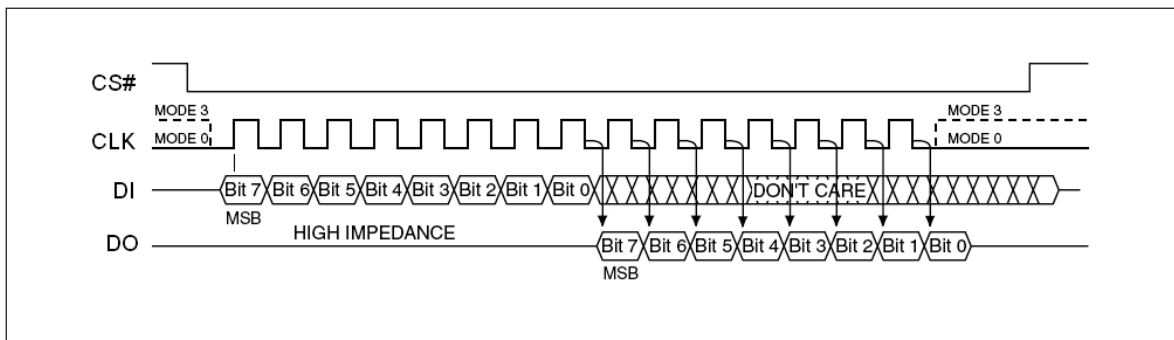 CS#
MODE 3 MODE 3
CLK MODE 0 MODE 0
DI Bit 7 Bit 6 Bit 5 Bit 4 Bit 3 Bit 2 Bit 1 Bit 0 DON'T CARE
MSB
DO HIGH IMPEDANCE Bit 7 Bit 6 Bit 5 Bit 4 Bit 3 Bit 2 Bit 1 Bit 0
MSB